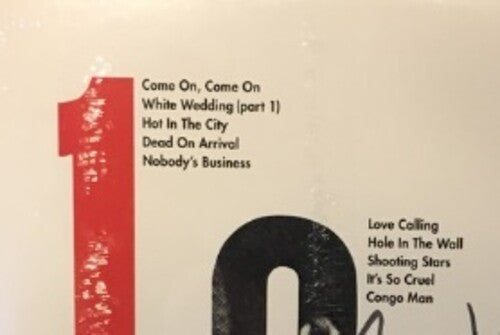 1
Come On, Come On
White Wedding (part 1)
Hot In The City
Dead On Arrival
Nobody's Business
Love Calling
Hole In The Wall
Shooting Stars
It's So Cruel
Congo Man